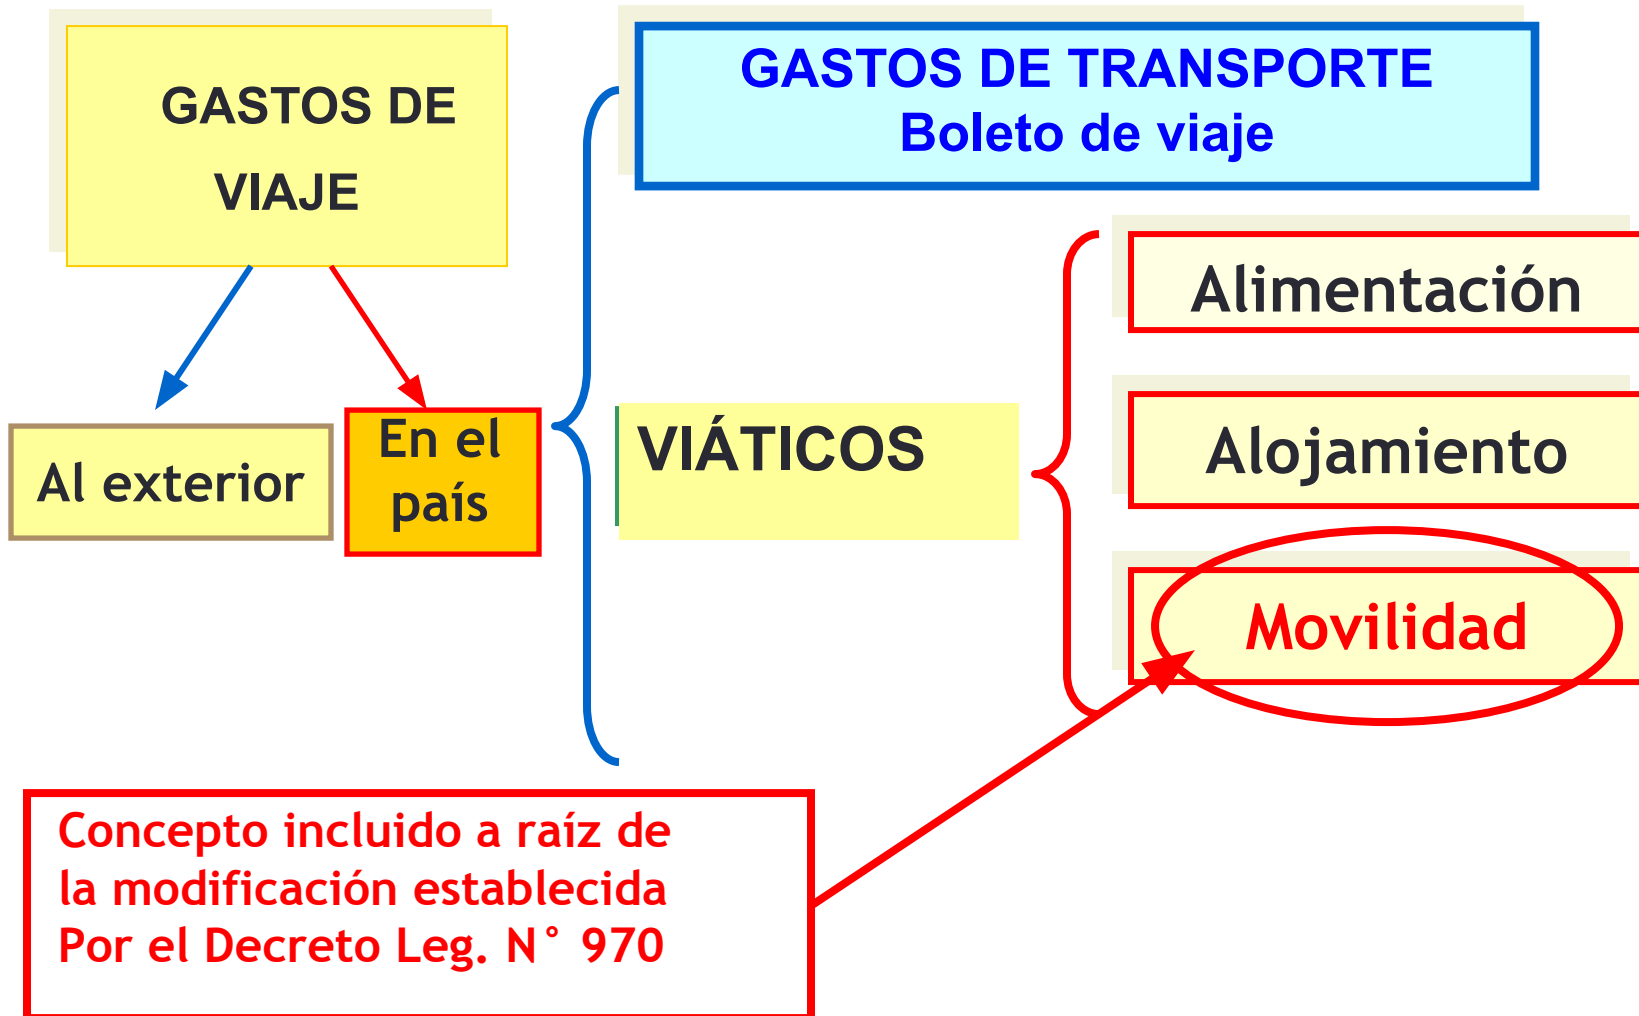 GASTOS DE
VIAJE
GASTOS DE TRANSPORTE
Boleto de viaje
Al exterior
En el
país
VIÁTICOS
Alimentación
Alojamiento
Movilidad
Concepto incluido a raíz de
la modificación establecida
Por el Decreto Leg. N° 970